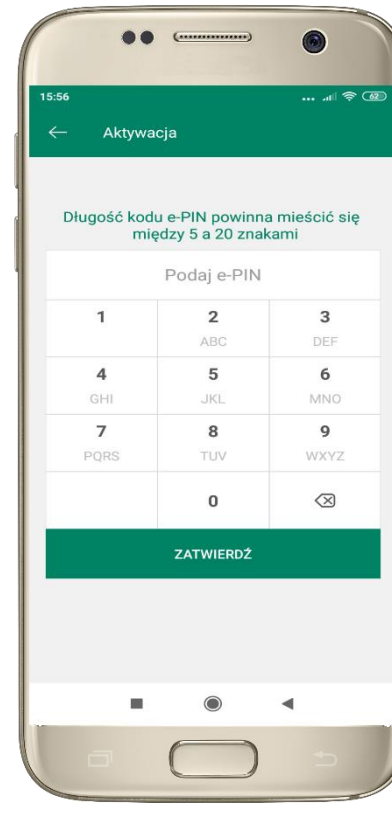 15:56
62
Aktywacja
Długość kodu e-PIN powinna mieścić się
między 5 a 20 znakami
Podaj e-PIN
1 2 3
ABC DEF
4 5 6
GHI JKL MNO
7 8 9
PQRS TUV WXYZ
0
ZATWIERDŹ